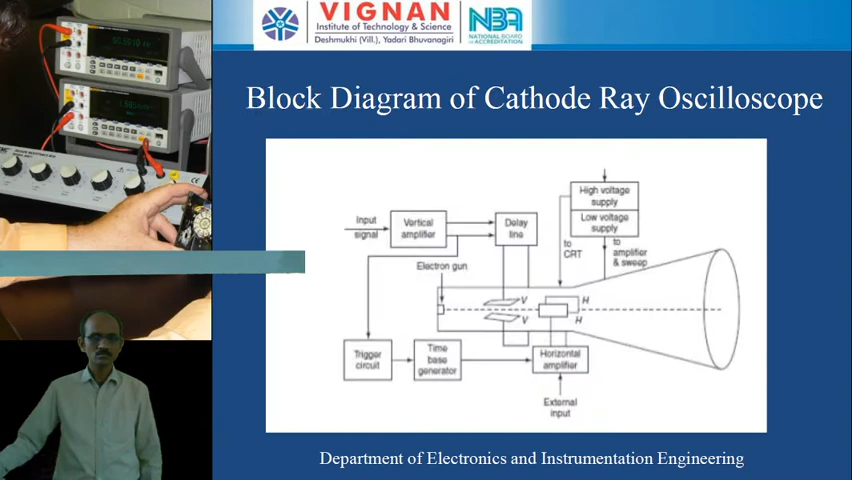 VIGNAN
Institute of Technology & Science
Deshmukhi (Vill.), Yadari Bhuvanagiri
NBA
NATIONAL BOARD
of ACCREDITATION
Block Diagram of Cathode Ray Oscilloscope
High voltage
supply
Low voltage
supply
Input
signal
Vertical
amplifier
Delay
line
to
CRT
to
amplifier
& sweep
Electron gun
V
V
H
H
Trigger
circuit
Time
base
generator
Horizontal
amplifier
External
input
Department of Electronics and Instrumentation Engineering